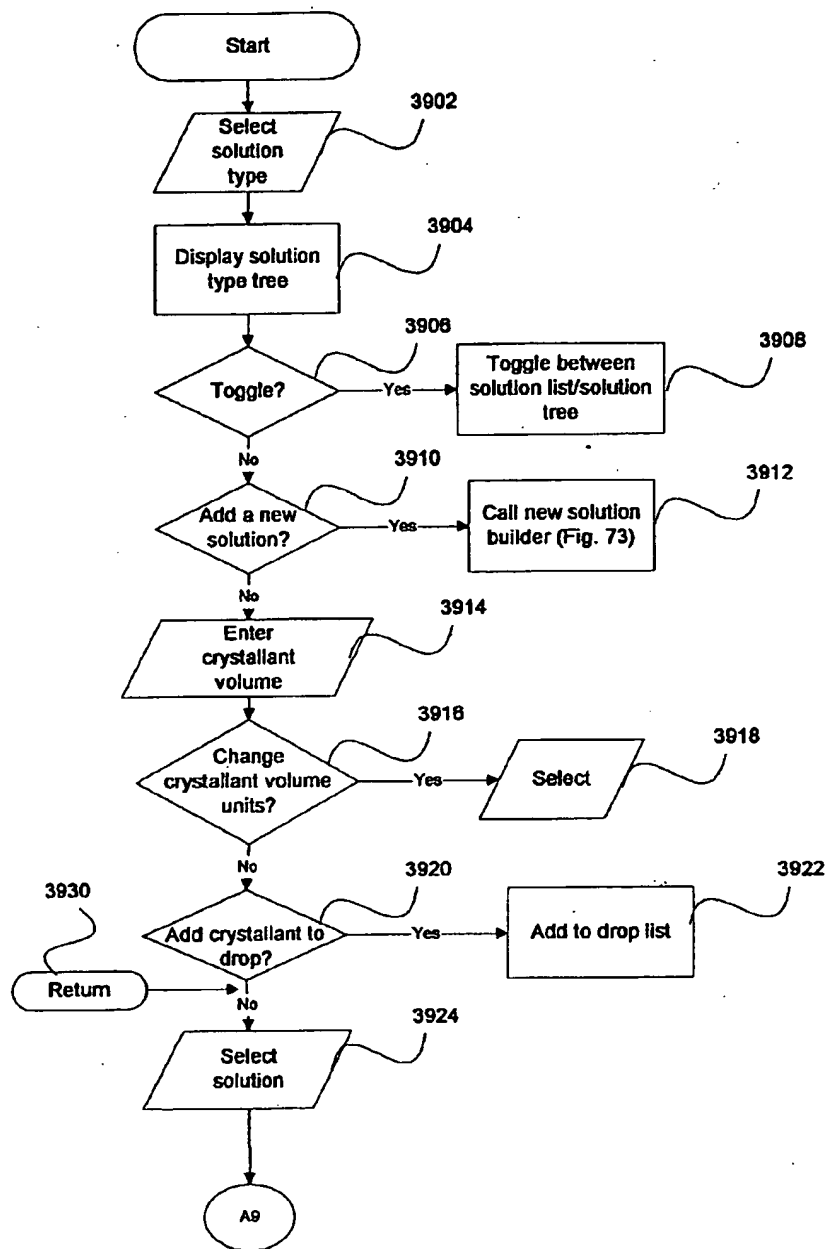 Start
3902
Select
solution
type
3904
Display solution
type tree
3906
Toggle?
Yes
3908
Toggle between
solution list/solution
tree
No
3910
Add a new
solution?
Yes
3912
Call new solution
builder (Fig. 73)
No
3914
Enter
crystallant
volume
3916
Change
crystallant volume
units?
Yes
3918
Select
No
3920
Add crystallant to
drop?
Yes
3922
Add to drop list
3930
Return
No
3924
Select
solution
A9